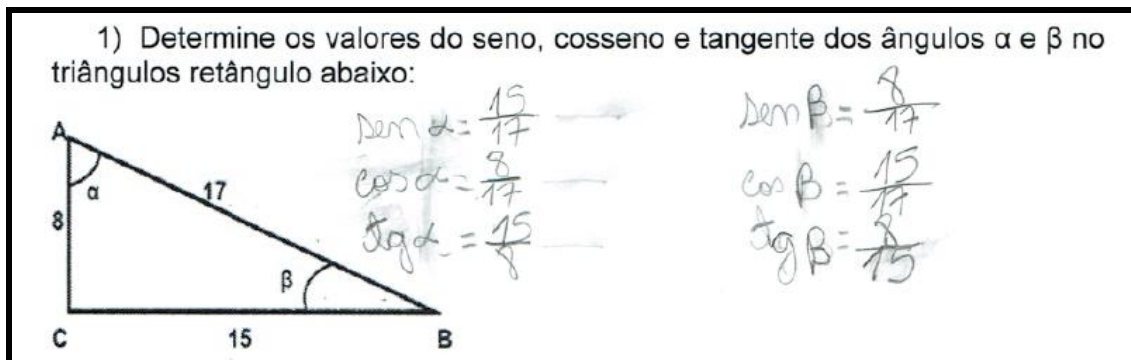 1) Determine os valores do seno, cosseno e tangente dos ângulos α e β no
triângulos retângulo abaixo:
A
α
8
17
β
C
15
B
sen α = 15/17
cos α = 8/17
tg α = 15/8
sen β = 8/17
cos β = 15/17
tg β = 8/15